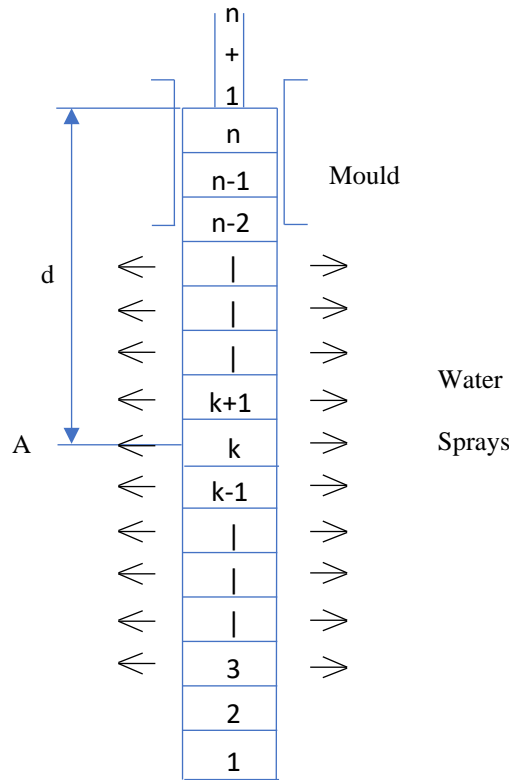 n
+
1
n
n-1
Mould
n-2
|
d
|
|
Water
k+1
A
k
Sprays
k-1
|
|
|
3
2
1